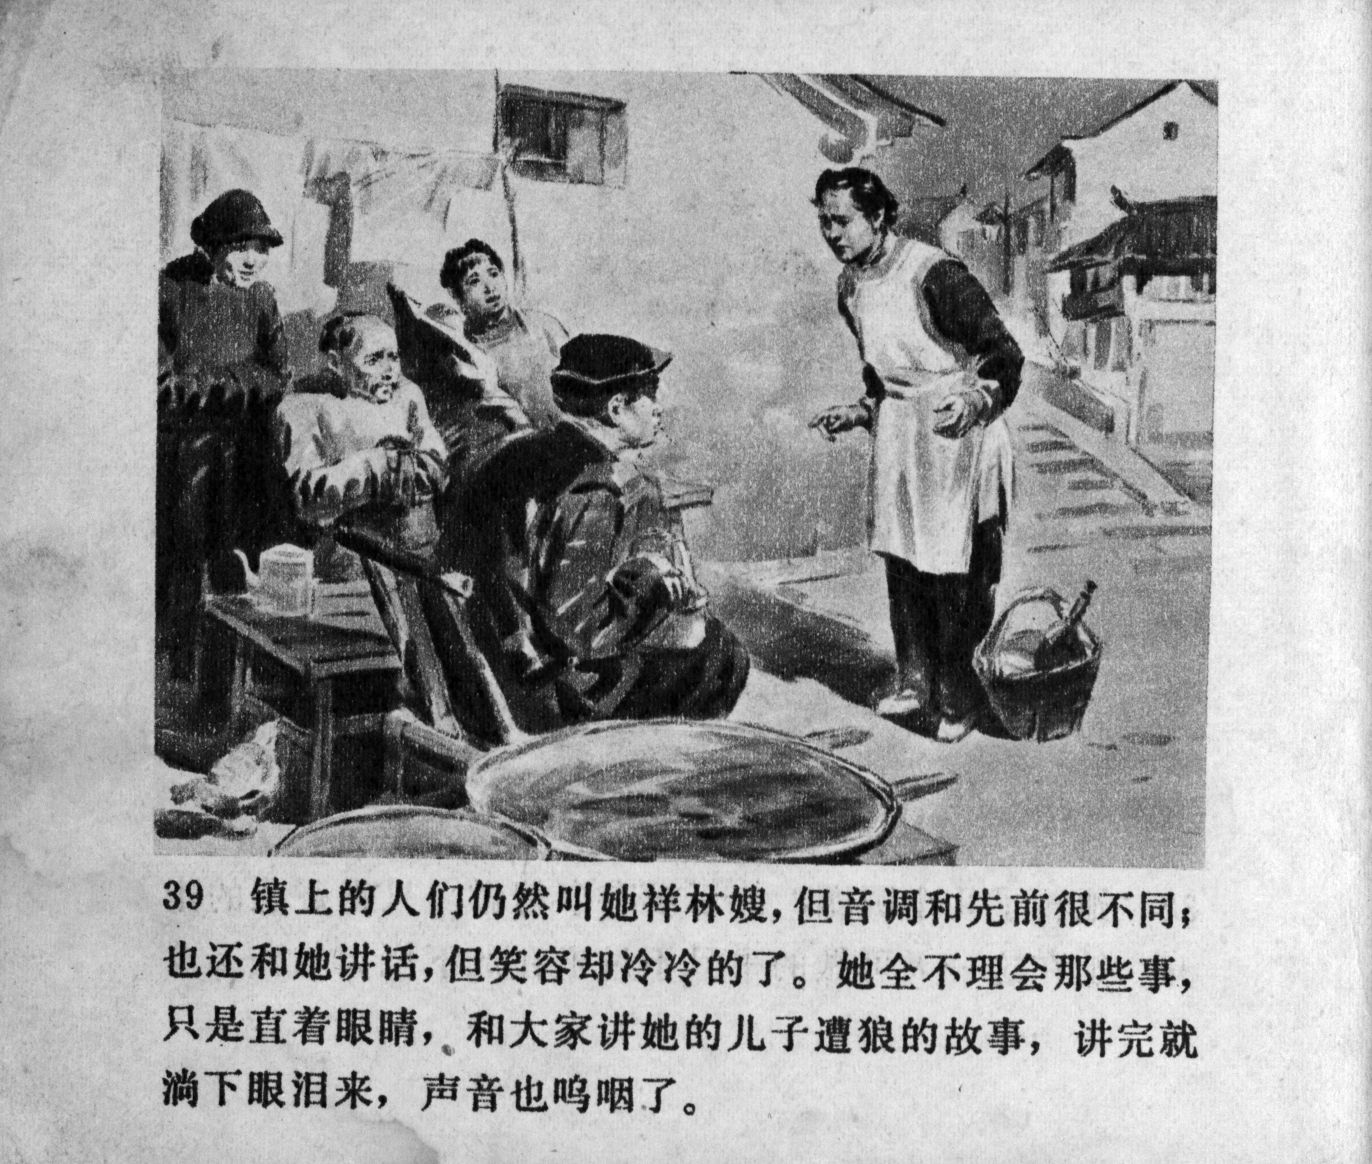 39 镇上的人们仍然叫她祥林嫂，但音调和先前很不同；
也还和她讲话，但笑容却冷冷的了。她全不理会那些事，
只是直着眼睛，和大家讲她的儿子遭狼的故事，讲完就
淌下眼泪来，声音也呜咽了。